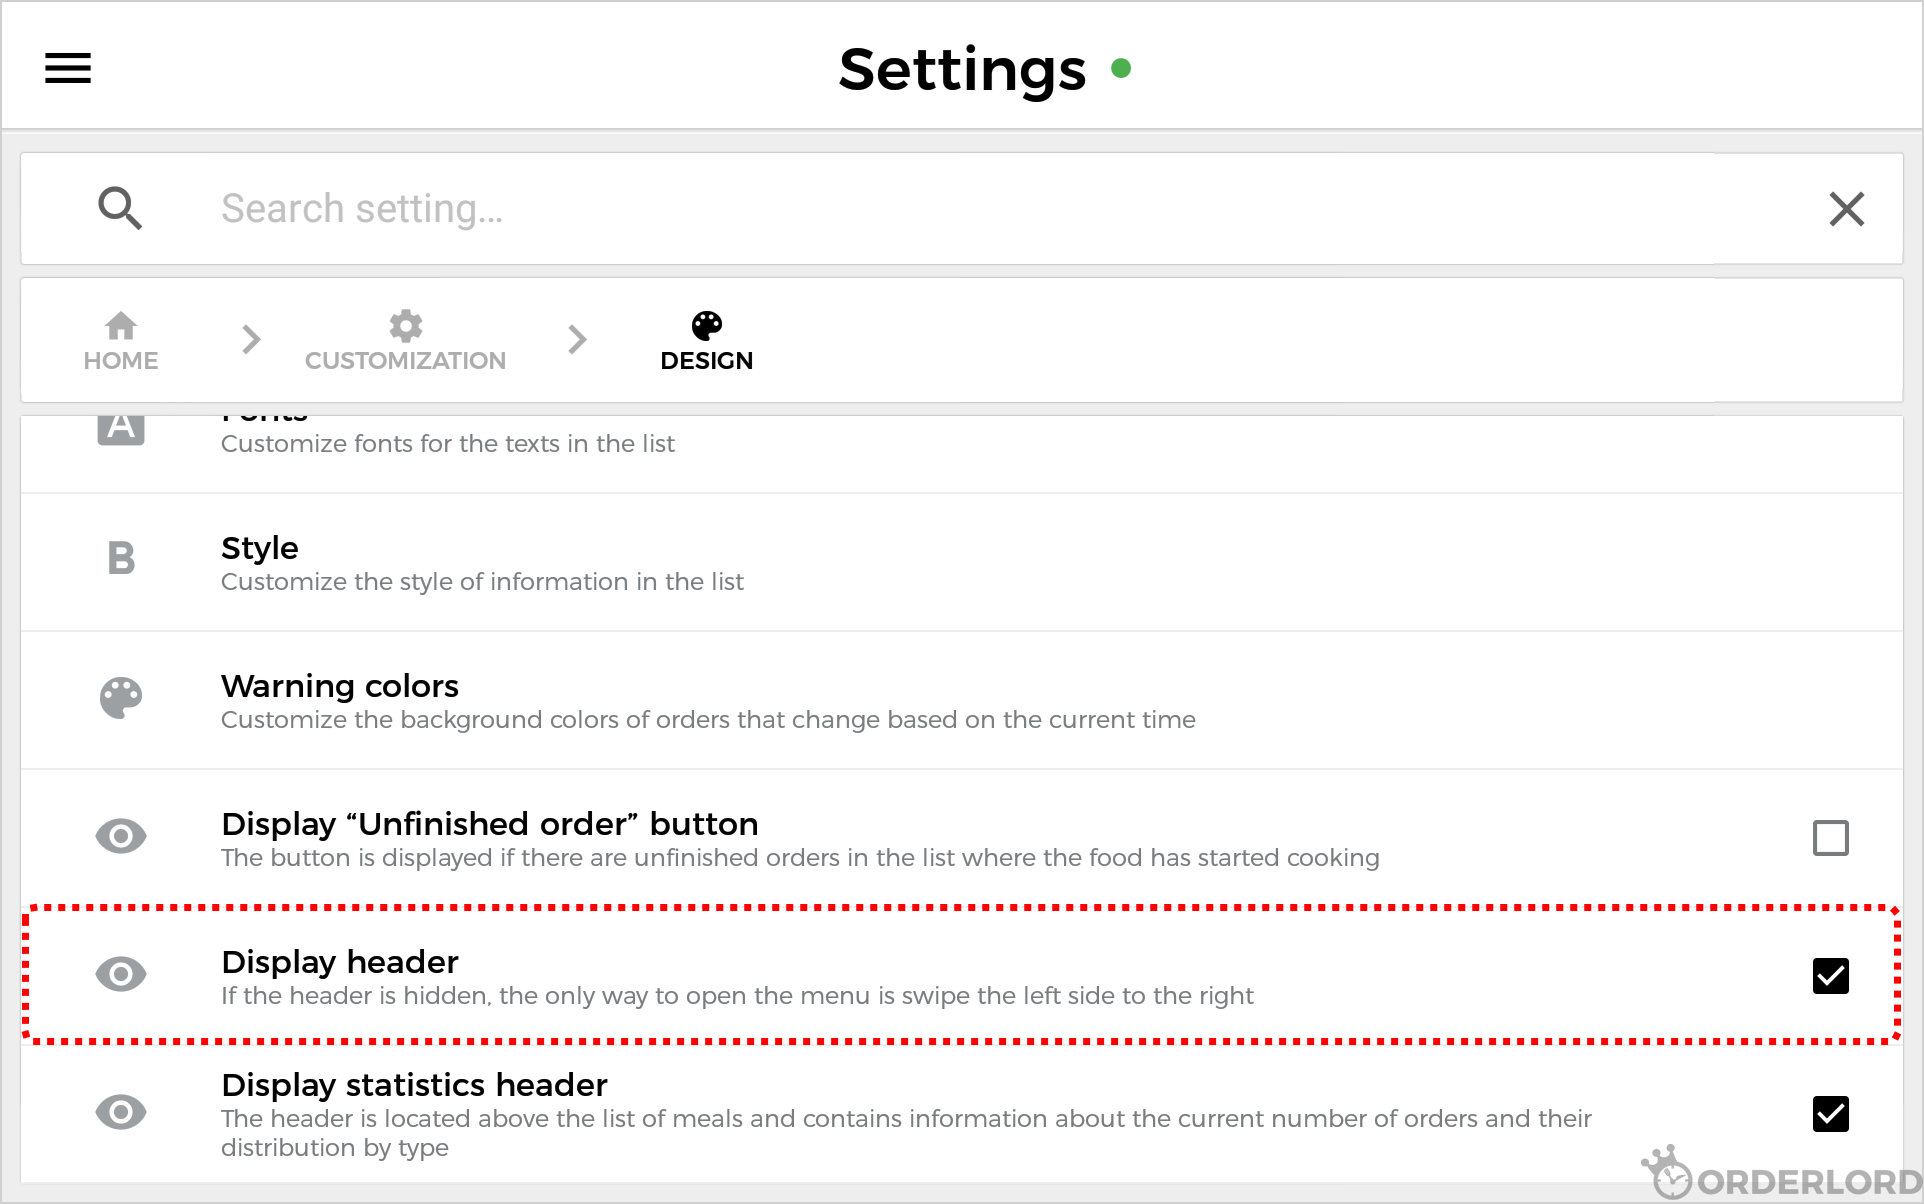 Settings
Search setting...
HOME
CUSTOMIZATION
DESIGN
A
Fonts
Customize fonts for the texts in the list
B
Style
Customize the style of information in the list
Warning colors
Customize the background colors of orders that change based on the current time
Display “Unfinished order” button
The button is displayed if there are unfinished orders in the list where the food has started cooking
Display header
If the header is hidden, the only way to open the menu is swipe the left side to the right
Display statistics header
The header is located above the list of meals and contains information about the current number of orders and their
distribution by type
ORDERLORD